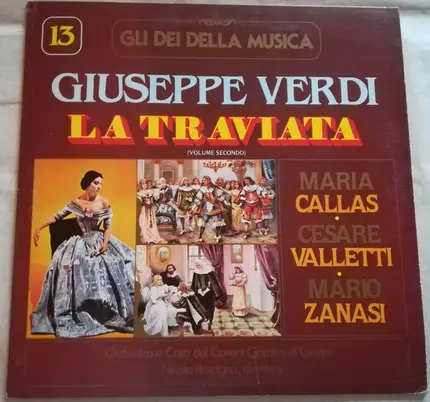 13
GLI DEI DELLA MUSICA
GIUSEPPE VERDI
LA TRAVIATA
(VOLUME SECONDO)
MARIA
CALLAS
CESARE
VALLETTI
MARIO
ZANASI
Orchestra e Coro del Covent Garden di Londra
Nicola Rescigno, direttore